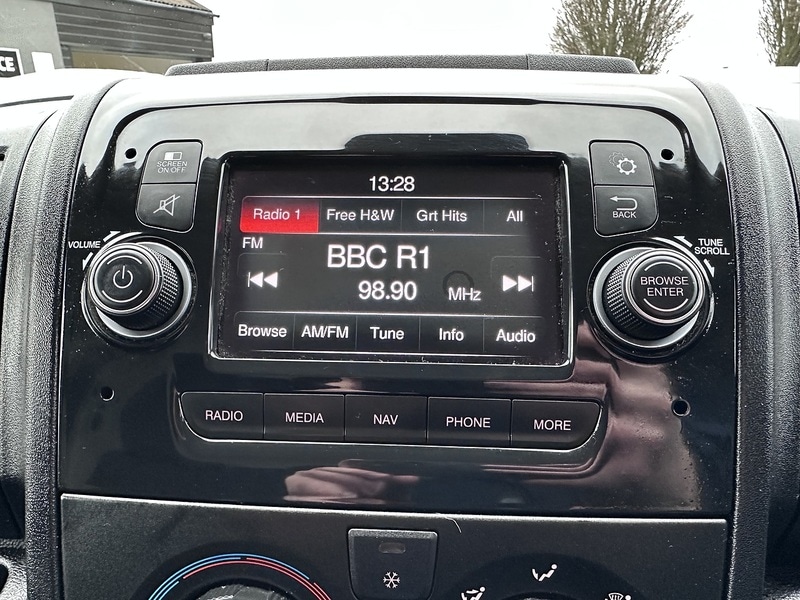 CE
13:28
SCREEN
ON/OFF
Radio 1 Free H&W Grt Hits All
FM
BBC R1
98.90 MHz
Browse AM/FM Tune Info Audio
VOLUME
BACK
TUNE
SCROLL
BROWSE
ENTER
RADIO MEDIA NAV PHONE MORE